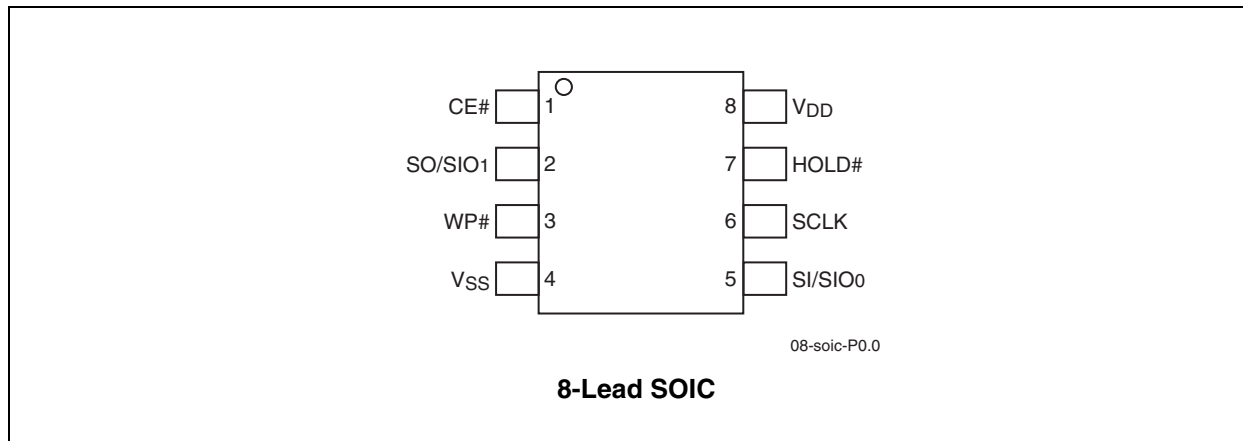 CE# 1 8 VDD
SO/SIO1 2 7 HOLD#
WP# 3 6 SCLK
VSS 4 5 SI/SIO0
08-soic-P0.0
8-Lead SOIC